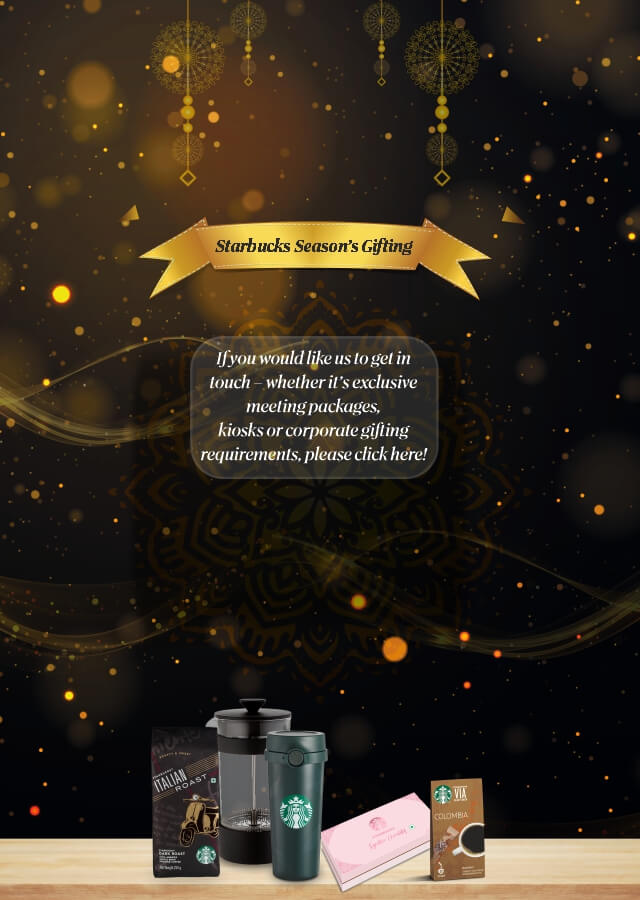 Starbucks Season's Gifting
If you would like us to get in
touch – whether it's exclusive
meeting packages,
kiosks or corporate gifting
requirements, please click here!
ITALIAN
ROAST
DARK ROAST
VIA
COLOMBIA